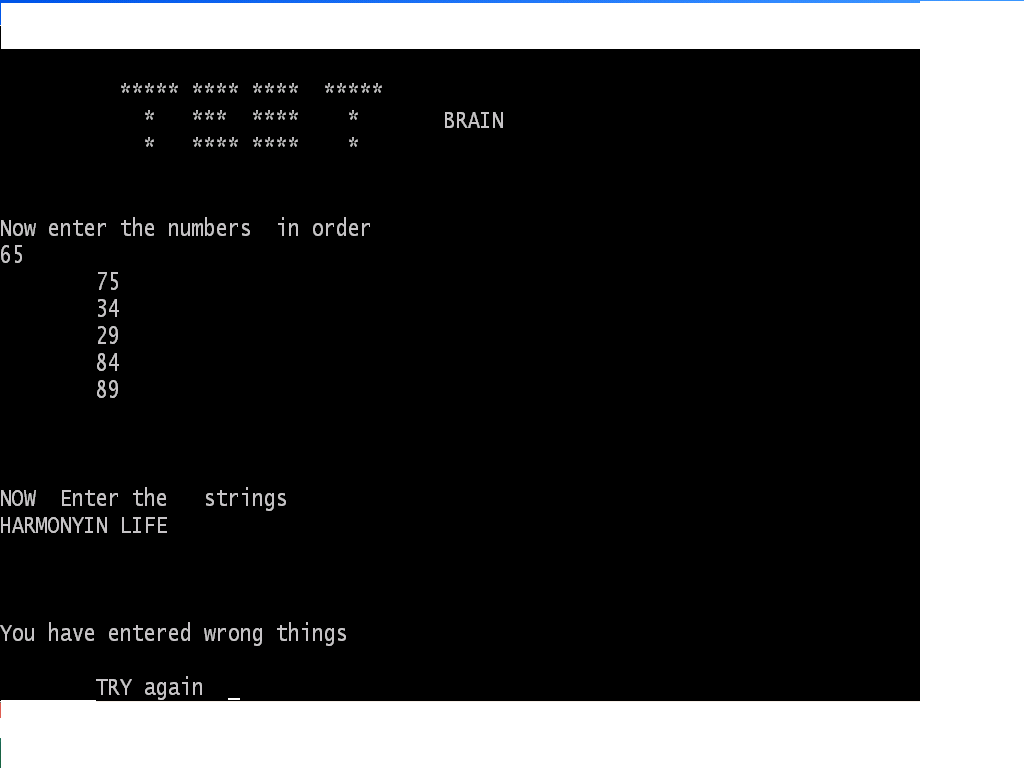 ***** **** ****  *****
*   ***  ****    *       BRAIN
*   **** ****    *
Now enter the numbers  in order
65
75
34
29
84
89
NOW  Enter the   strings
HARMONYIN LIFE
You have entered wrong things
TRY again  _